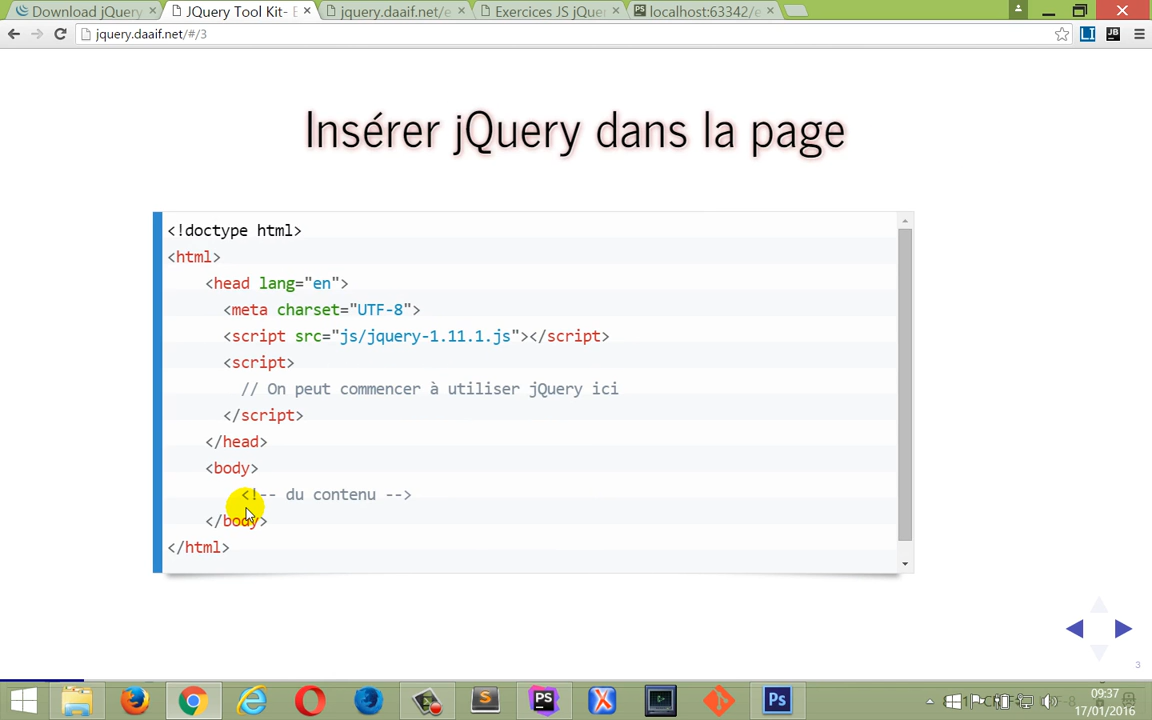 Download jQuery
JQuery Tool Kit- E
jquery.daaif.net/e
Exercices JS jQue
localhost:63342/e
jquery.daaif.net/#/3
Insérer jQuery dans la page
<!doctype html>
<html>
<head lang="en">
<meta charset="UTF-8">
<script src="js/jquery-1.11.1.js"></script>
<script>
// On peut commencer à utiliser jQuery ici
</script>
</head>
<body>
<!-- du contenu -->
</body>
</html>
3
09:37
17/01/2016